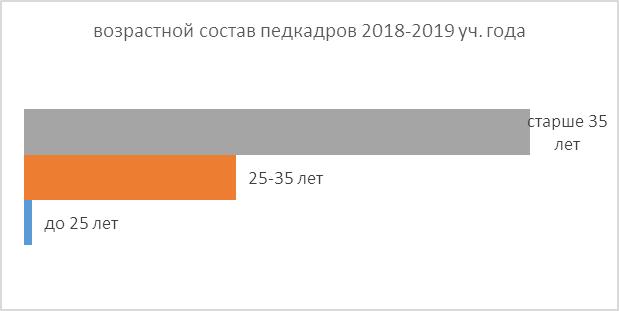 возрастной состав педкадров 2018-2019 уч. года
старше 35
лет
25-35 лет
до 25 лет